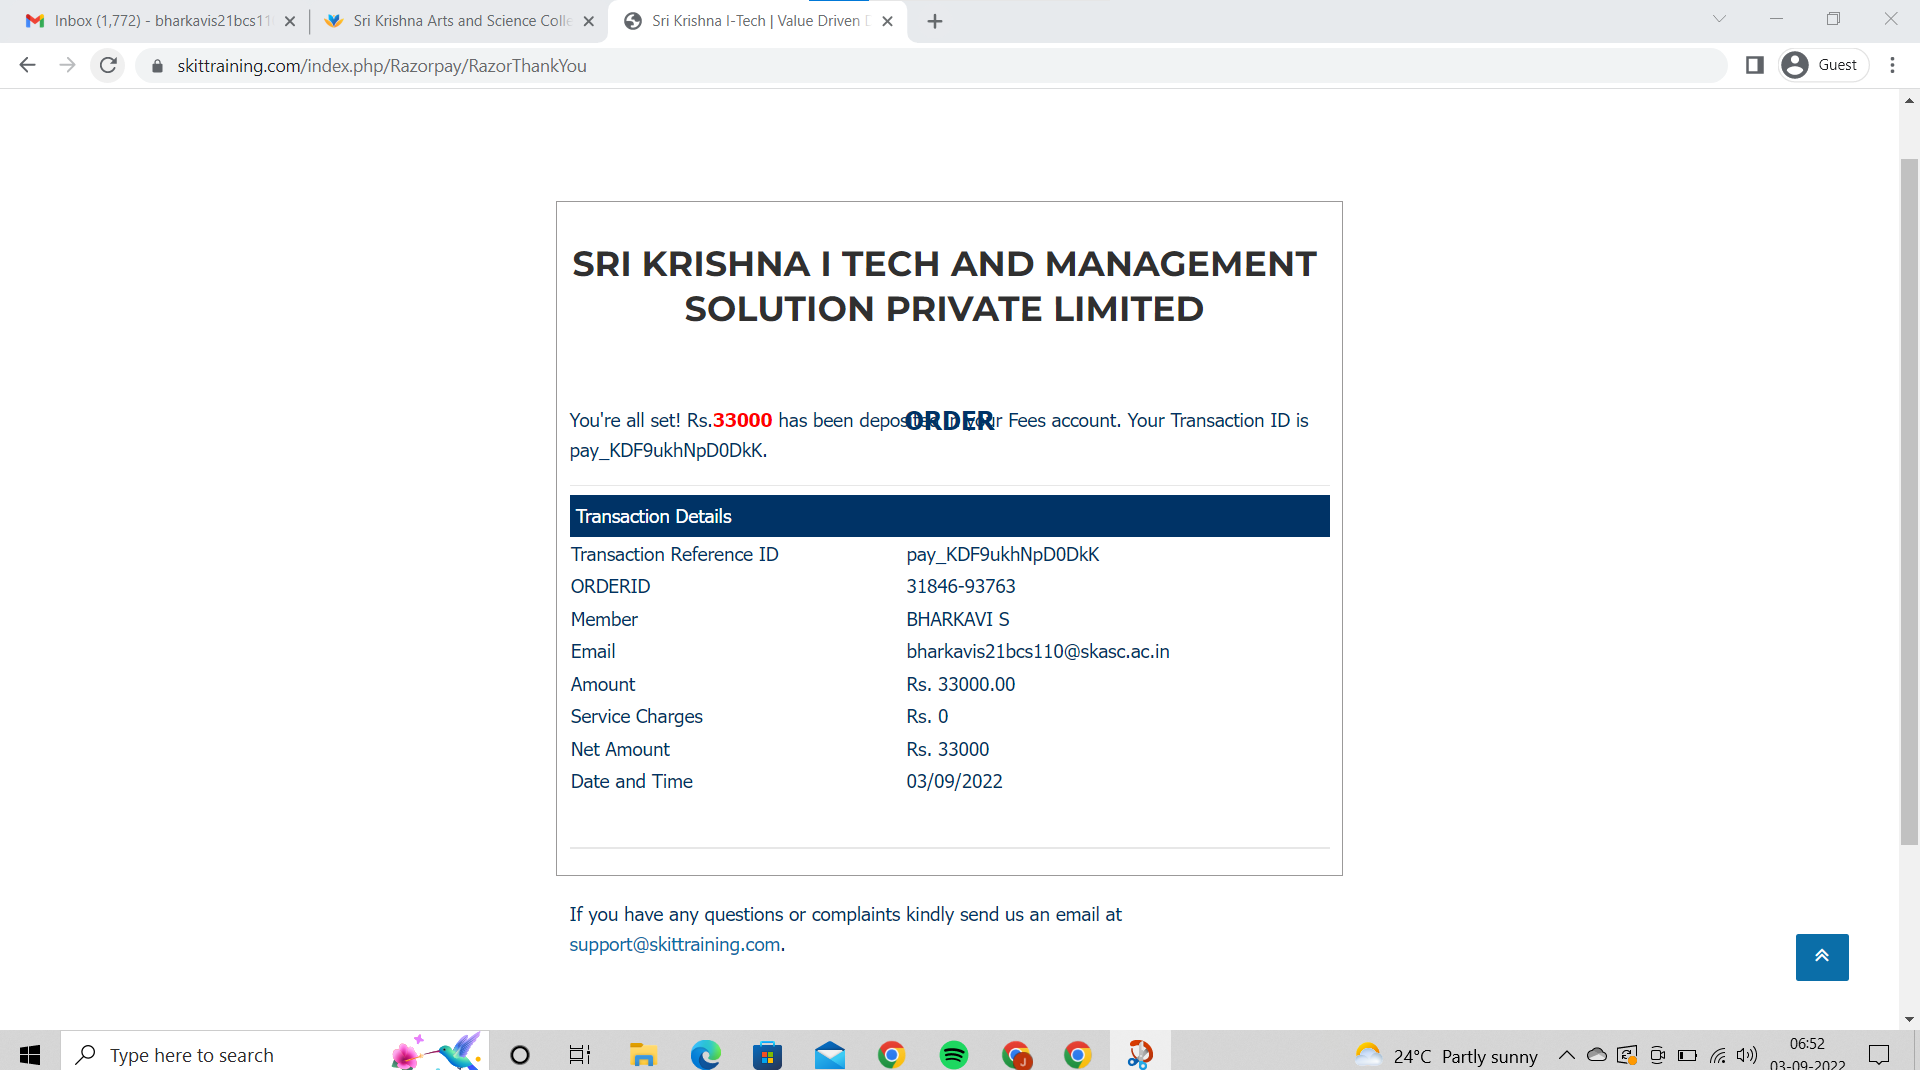 Inbox (1,772) - bharkavis21bcs11
Sri Krishna Arts and Science Colle
Sri Krishna I-Tech | Value Driven D
skittraining.com/index.php/Razorpay/RazorThankYou
Guest
SRI KRISHNA I TECH AND MANAGEMENT
SOLUTION PRIVATE LIMITED
ORDER
You're all set! Rs.33000 has been deposited in your Fees account. Your Transaction ID is
pay_KDF9ukhNpD0DkK.
Transaction Details
Transaction Reference ID pay_KDF9ukhNpD0DkK
ORDERID 31846-93763
Member BHARKAVI S
Email bharkavis21bcs110@skasc.ac.in
Amount Rs. 33000.00
Service Charges Rs. 0
Net Amount Rs. 33000
Date and Time 03/09/2022
If you have any questions or complaints kindly send us an email at
support@skittraining.com.
Type here to search
J
24°C Partly sunny
06:52
03-09-2022